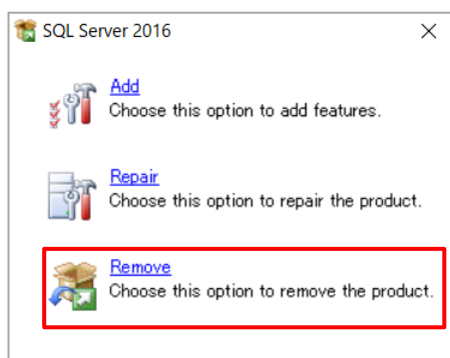 SQL Server 2016
Add
Choose this option to add features.
Repair
Choose this option to repair the product.
Remove
Choose this option to remove the product.